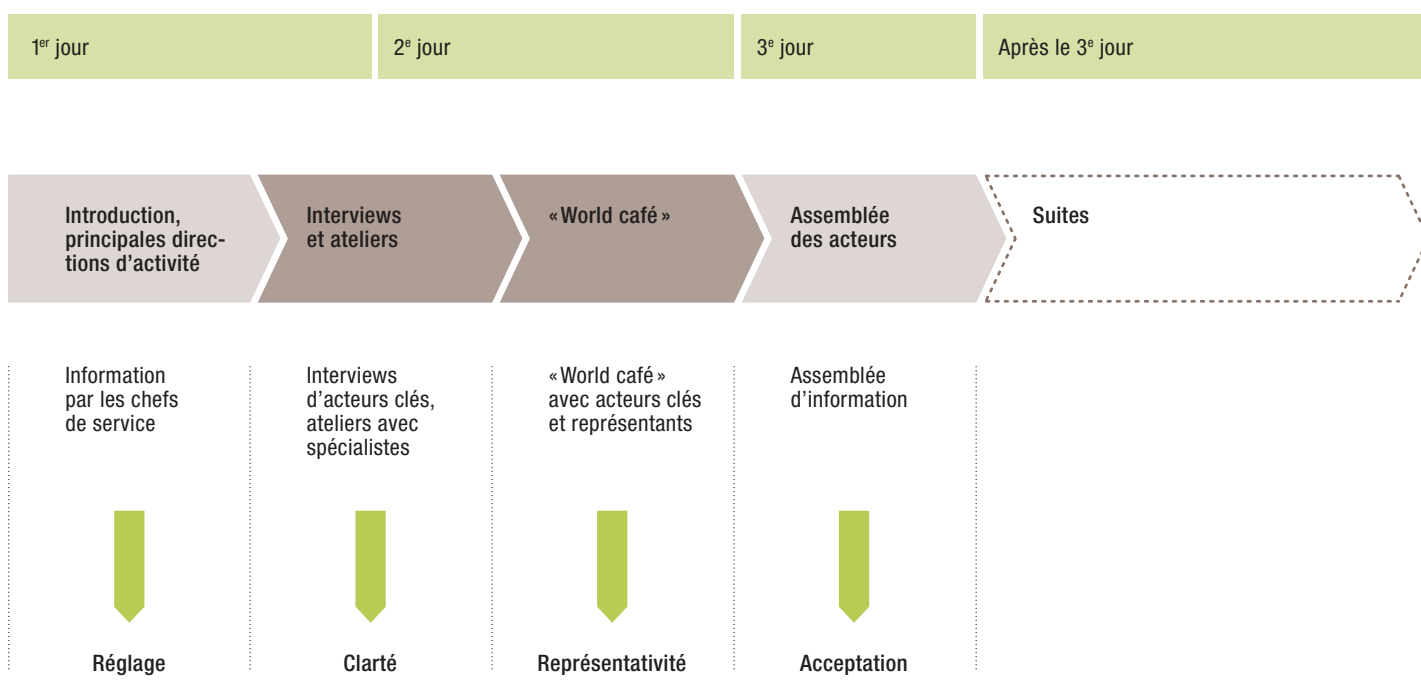 1er jour
2e jour
3e jour
Après le 3e jour
Introduction,
principales direc-
tions d’activité
Interviews
et ateliers
«World café»
Assemblée
des acteurs
Suites
Information
par les chefs
de service
Interviews
d’acteurs clés,
ateliers avec
spécialistes
«World café»
avec acteurs clés
et représentants
Assemblée
d’information
Réglage
Clarté
Représentativité
Acceptation